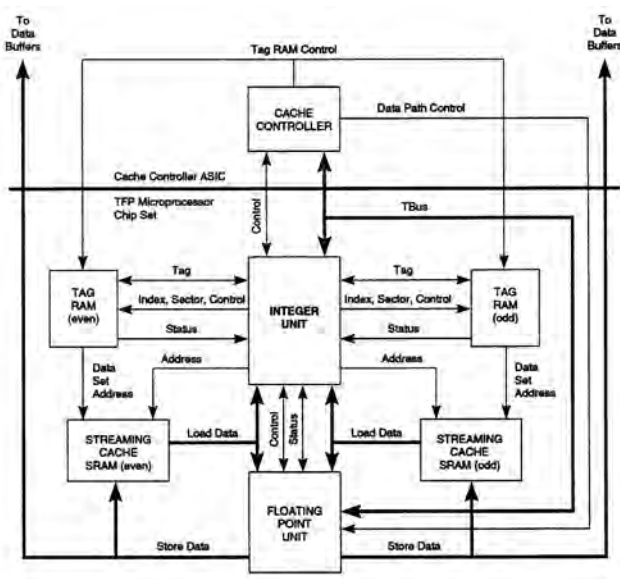 To
Data
Buffers
To
Data
Buffers
Tag RAM Control
CACHE
CONTROLLER
Data Path Control
Cache Controller ASIC
TFP Microprocessor
Chip Set
Control
TBus
TAG
RAM
(even)
Tag
Index, Sector, Control
Status
INTEGER
UNIT
Tag
Index, Sector, Control
Status
TAG
RAM
(odd)
Data
Set
Address
Address
Address
Data
Set
Address
STREAMING
CACHE
SRAM (even)
Load Data
Control
Status
Load Data
STREAMING
CACHE
SRAM (odd)
FLOATING
POINT
UNIT
Store Data
Store Data